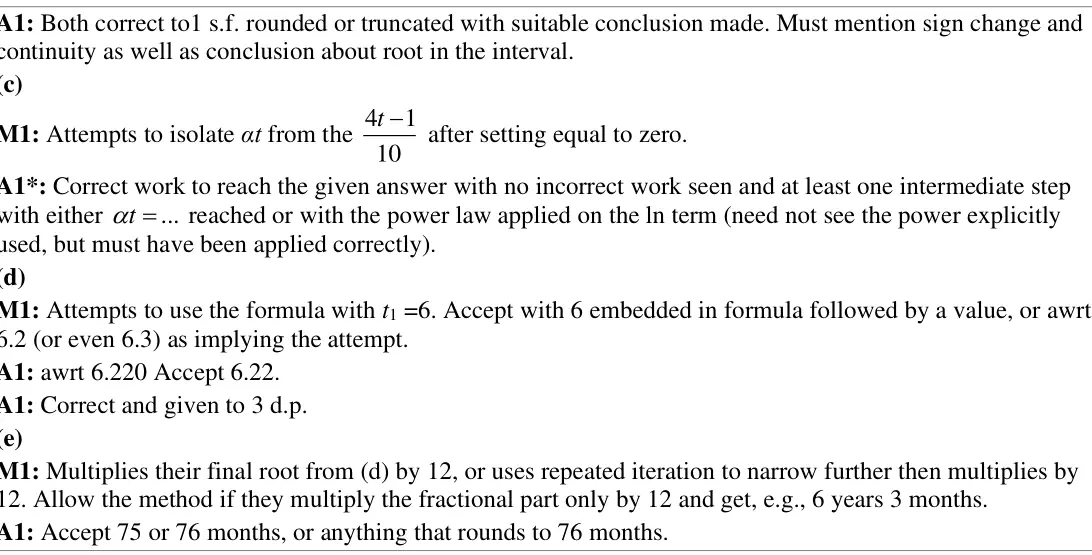 A1: Both correct to1 s.f. rounded or truncated with suitable conclusion made. Must mention sign change and
continuity as well as conclusion about root in the interval.
(c)
M1: Attempts to isolate αt from the (4t − 1)/10 after setting equal to zero.
A1*: Correct work to reach the given answer with no incorrect work seen and at least one intermediate step
with either αt = ... reached or with the power law applied on the ln term (need not see the power explicitly
used, but must have been applied correctly).
(d)
M1: Attempts to use the formula with t1 =6. Accept with 6 embedded in formula followed by a value, or awrt
6.2 (or even 6.3) as implying the attempt.
A1: awrt 6.220 Accept 6.22.
A1: Correct and given to 3 d.p.
(e)
M1: Multiplies their final root from (d) by 12, or uses repeated iteration to narrow further then multiplies by
12. Allow the method if they multiply the fractional part only by 12 and get, e.g., 6 years 3 months.
A1: Accept 75 or 76 months, or anything that rounds to 76 months.